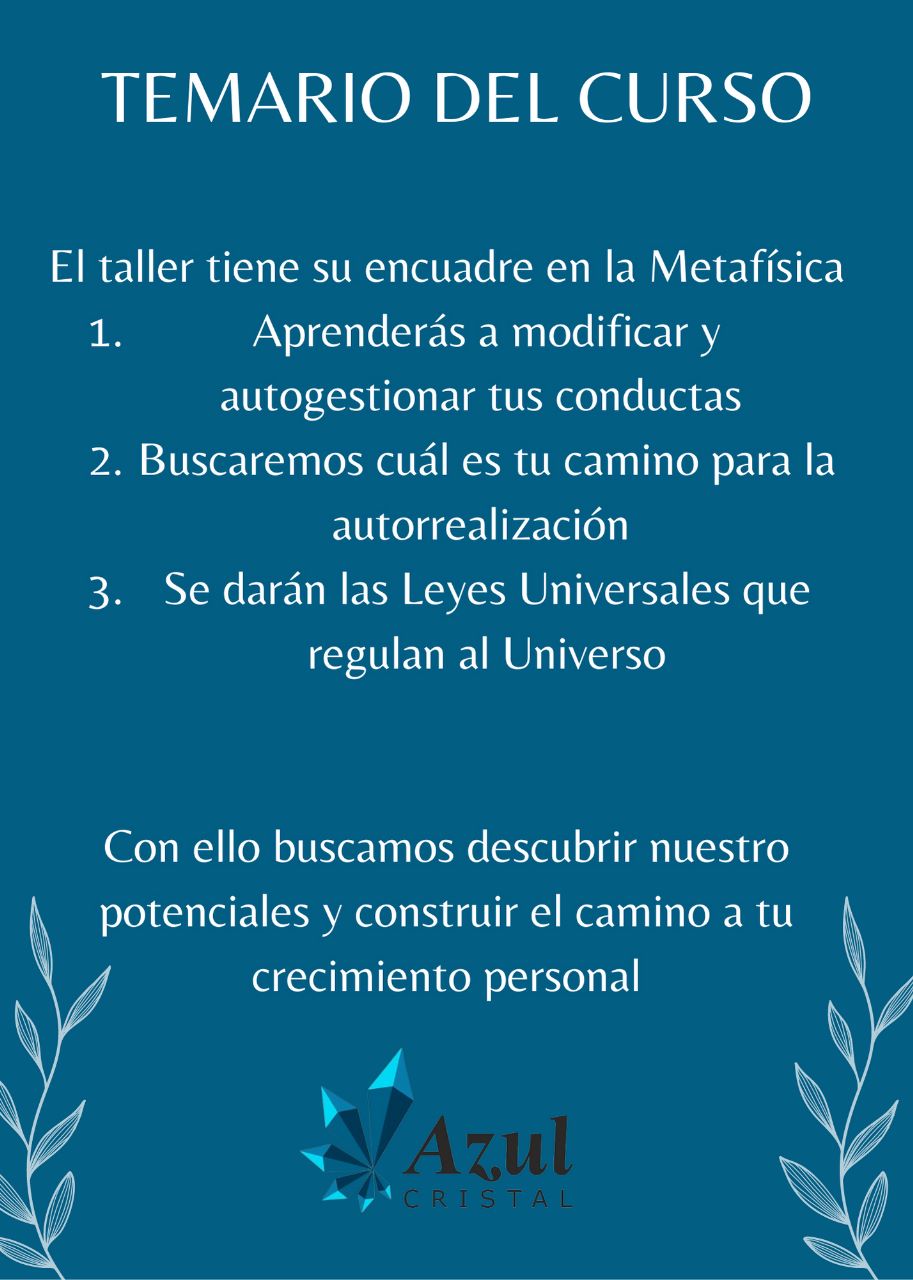 TEMARIO DEL CURSO
El taller tiene su encuadre en la Metafísica
1. Aprenderás a modificar y
autogestionar tus conductas
2. Buscaremos cuál es tu camino para la
autorrealización
3. Se darán las Leyes Universales que
regulan al Universo
Con ello buscamos descubrir nuestro
potenciales y construir el camino a tu
crecimiento personal
Azul
CRISTAL